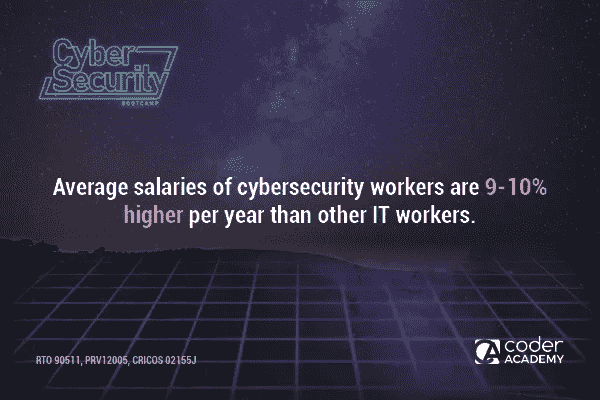 Cyber
Security
BOOTCAMP
Average salaries of cybersecurity workers are 9-10%
higher per year than other IT workers.
RTO 90511, PRV12005, CRICOS 02155J
coder
ACADEMY